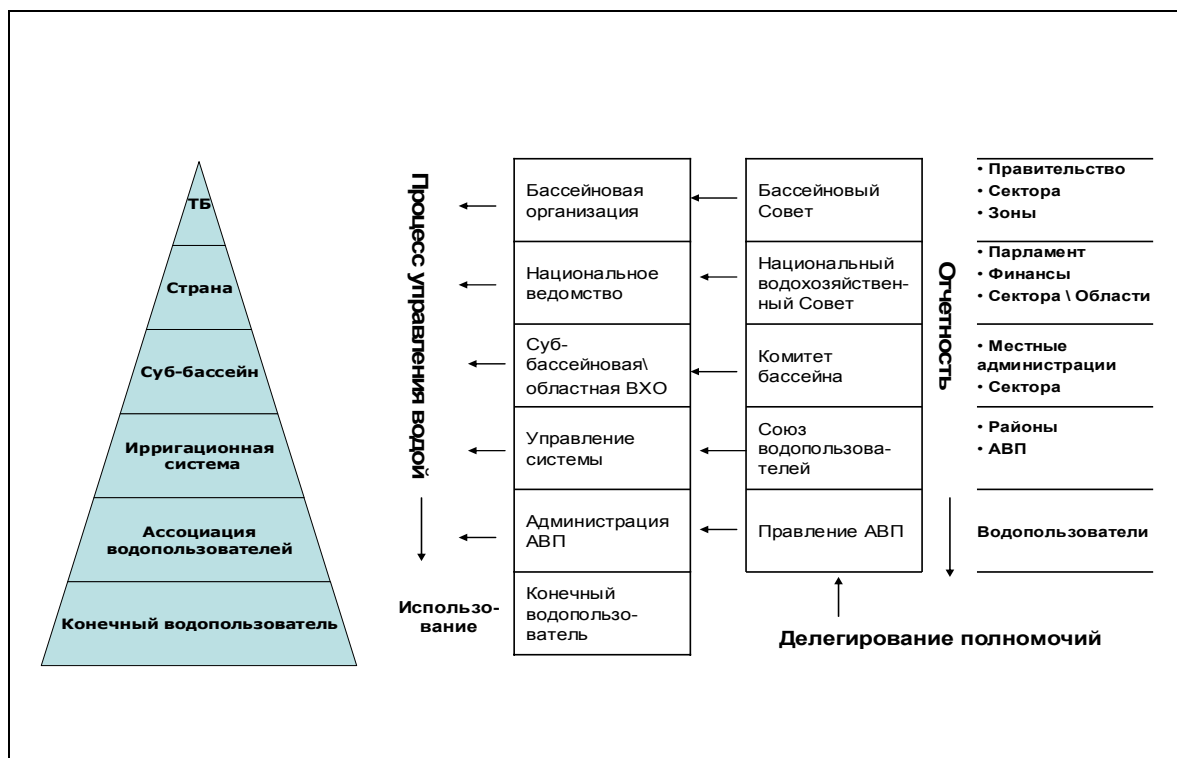 ТБ
Страна
Суб-бассейн
Ирригационная
система
Ассоциация
водопользователей
Конечный водопользователь
Процесс управления водой
Использо-
вание
Бассейновая
организация
Национальное
ведомство
Суб-
бассейновая\
областная ВХО
Управление
системы
Администрация
АВП
Конечный
водопользо-
ватель
Бассейновый
Совет
Национальный
водохозяйствен-
ный Совет
Комитет
бассейна
Союз
водопользова-
телей
Правление АВП
Отчетность
• Правительство
• Сектора
• Зоны
• Парламент
• Финансы
• Сектора \ Области
• Местные
администрации
• Сектора
• Районы
• АВП
Водопользователи
Делегирование полномочий